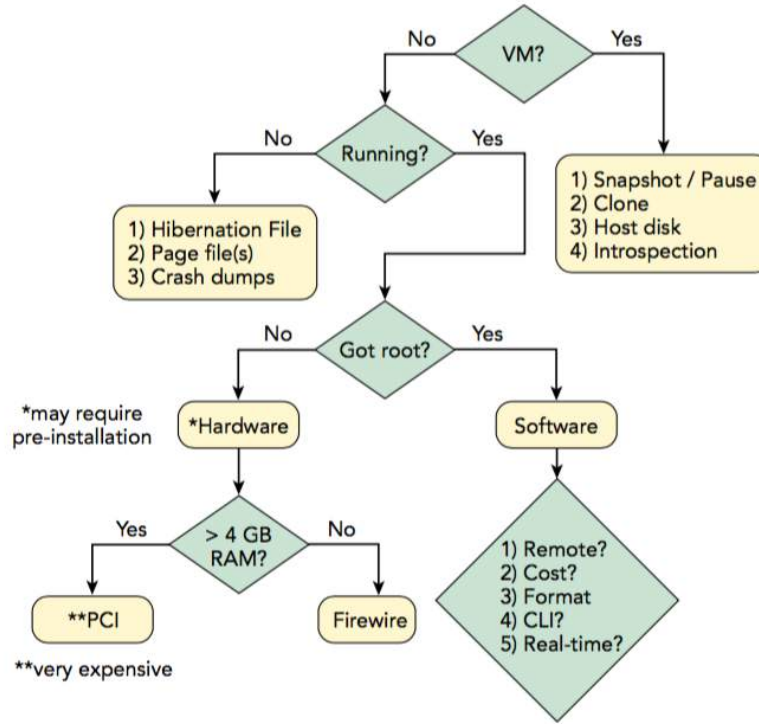 VM?
No
Yes
Running?
No
Yes
1) Snapshot / Pause
2) Clone
3) Host disk
4) Introspection
1) Hibernation File
2) Page file(s)
3) Crash dumps
Got root?
No
Yes
*may require
pre-installation
*Hardware
Software
> 4 GB
RAM?
Yes
No
1) Remote?
2) Cost?
3) Format
4) CLI?
5) Real-time?
**PCI
Firewire
**very expensive